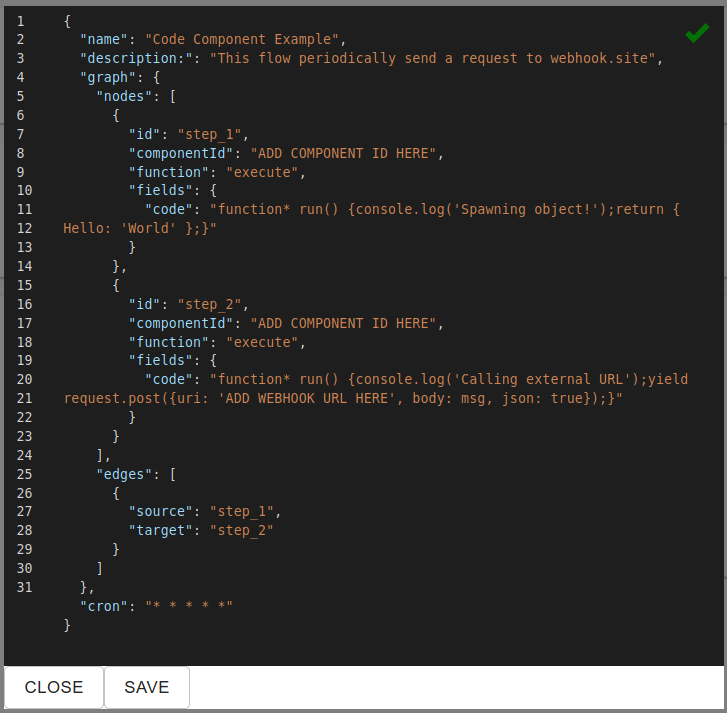 1 {
2   "name": "Code Component Example",
3   "description:": "This flow periodically send a request to webhook.site",
4   "graph": {
5     "nodes": [
6       {
7         "id": "step_1",
8         "componentId": "ADD COMPONENT ID HERE",
9         "function": "execute",
10         "fields": {
11           "code": "function* run() {console.log('Spawning object!');return {
12 Hello: 'World' };}"
13         }
14       },
15       {
16         "id": "step_2",
17         "componentId": "ADD COMPONENT ID HERE",
18         "function": "execute",
19         "fields": {
20           "code": "function* run() {console.log('Calling external URL');yield
21 request.post({uri: 'ADD WEBHOOK URL HERE', body: msg, json: true});}"
22         }
23       }
24     ],
25     "edges": [
26       {
27         "source": "step_1",
28         "target": "step_2"
29       }
30     ]
31   },
  "cron": "* * * * *"
}
CLOSE SAVE